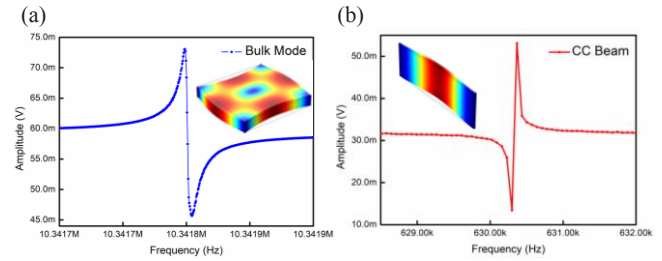 (a)
(b)
75.0m
70.0m
65.0m
60.0m
55.0m
50.0m
45.0m
Amplitude (V)
Bulk Mode
10.3417M 10.3417M 10.3418M 10.3419M 10.3419M
Frequency (Hz)
50.0m
40.0m
30.0m
20.0m
10.0m
Amplitude (V)
CC Beam
629.00k 630.00k 631.00k 632.00k
Frequency (Hz)